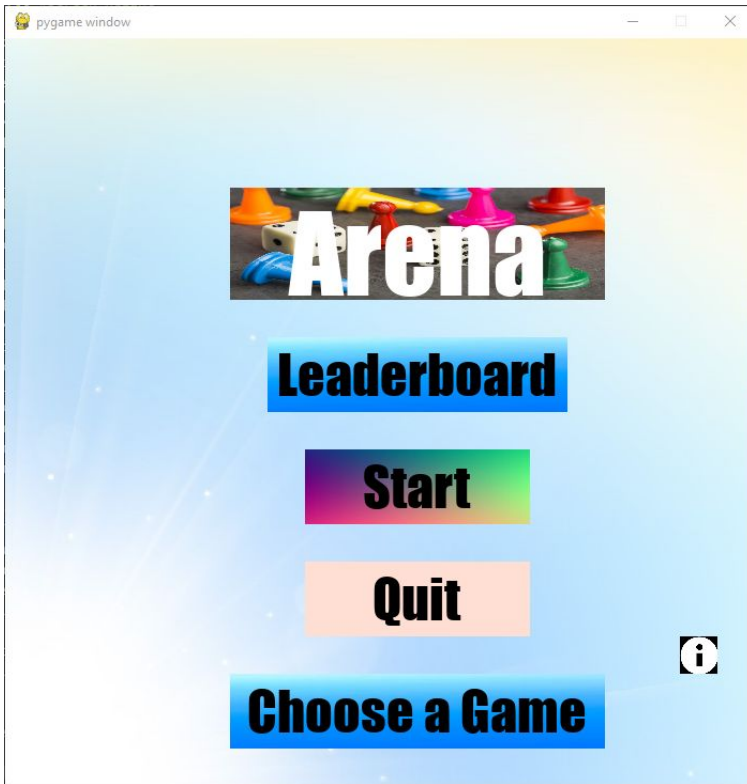 pygame window
Arena
Leaderboard
Start
Quit
i
Choose a Game